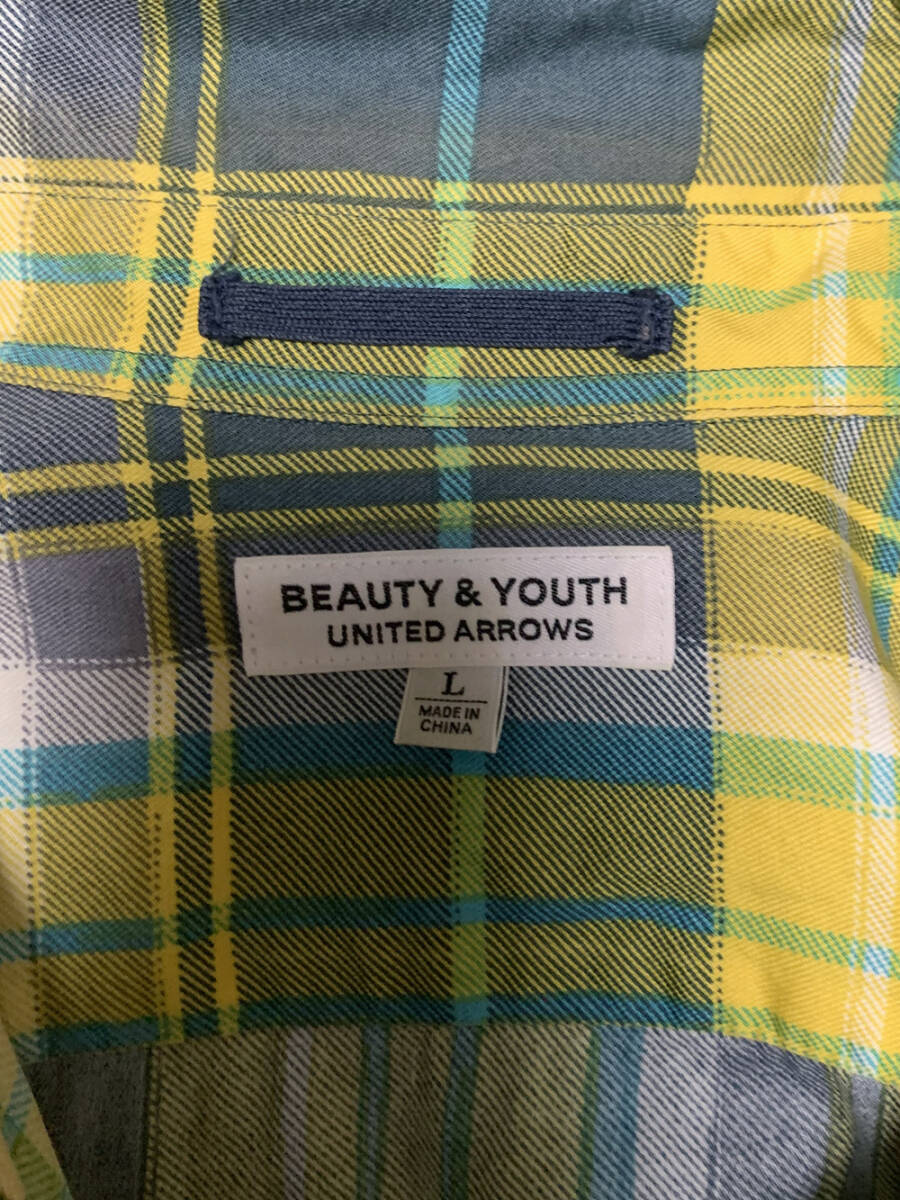 BEAUTY & YOUTH
UNITED ARROWS
L
MADE IN
CHINA